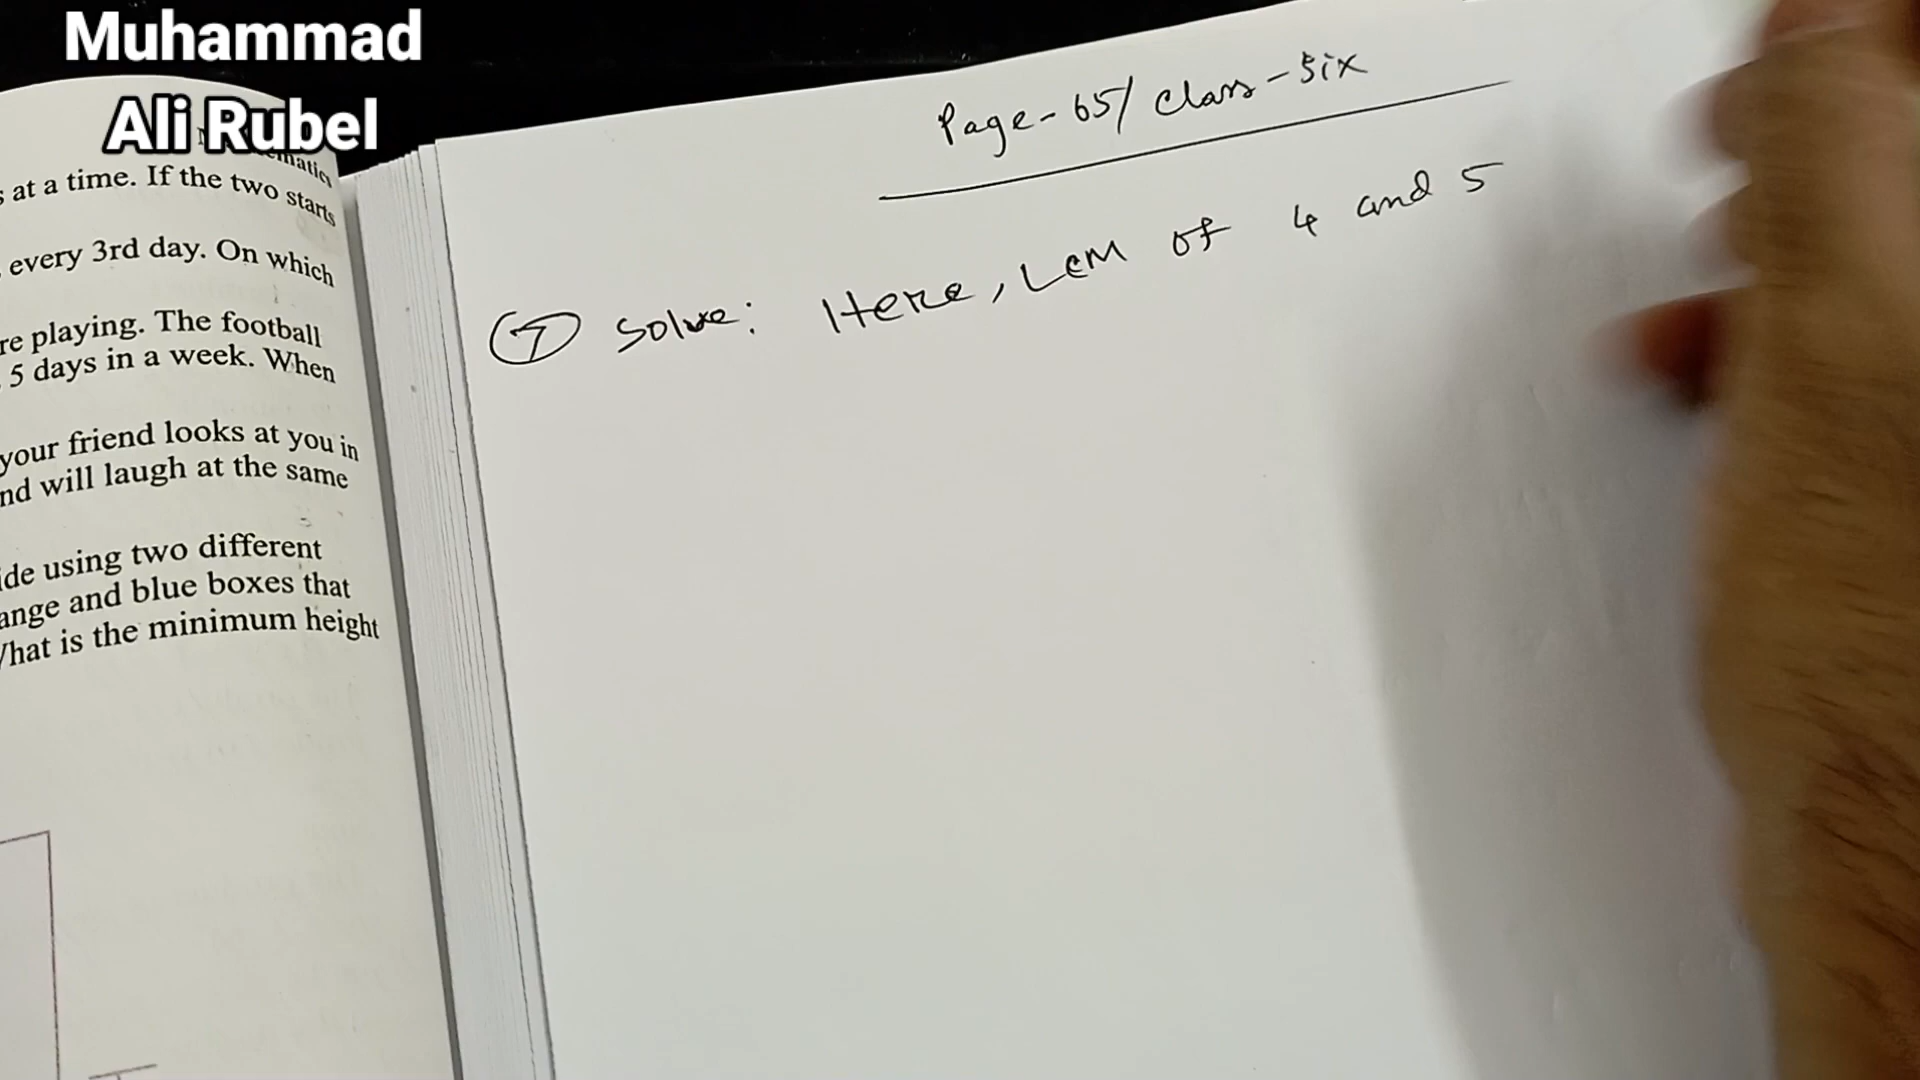 Muhammad
Ali Rubel
at a time. If the two starts
every 3rd day. On which
re playing. The football
5 days in a week. When
your friend looks at you in
nd will laugh at the same
ide using two different
ange and blue boxes that
What is the minimum height
Page-65/ Class-Six
7 Solve: Here, LCM of 4 and 5